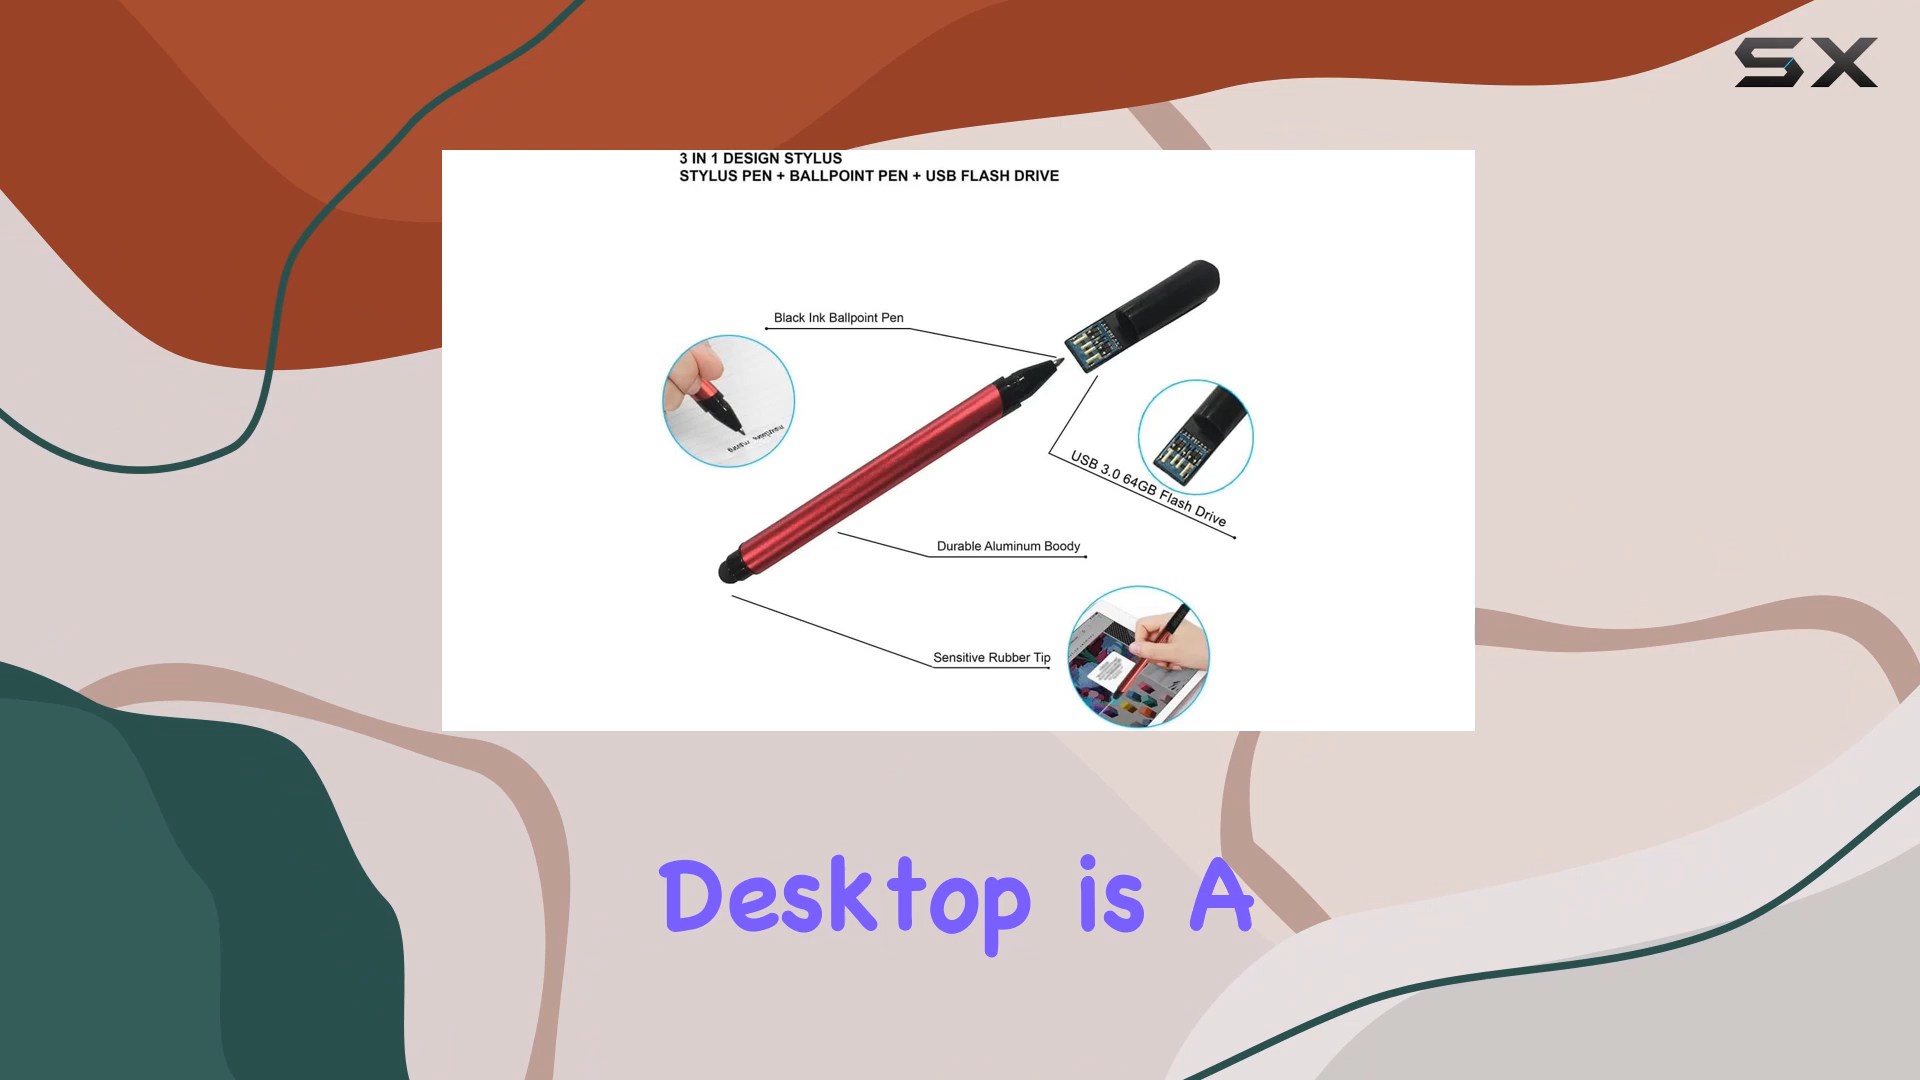 SX
3 IN 1 DESIGN STYLUS
STYLUS PEN + BALLPOINT PEN + USB FLASH DRIVE
Black Ink Ballpoint Pen
USB 3.0 64GB Flash Drive
Durable Aluminum Boody
Sensitive Rubber Tip
Desktop is A